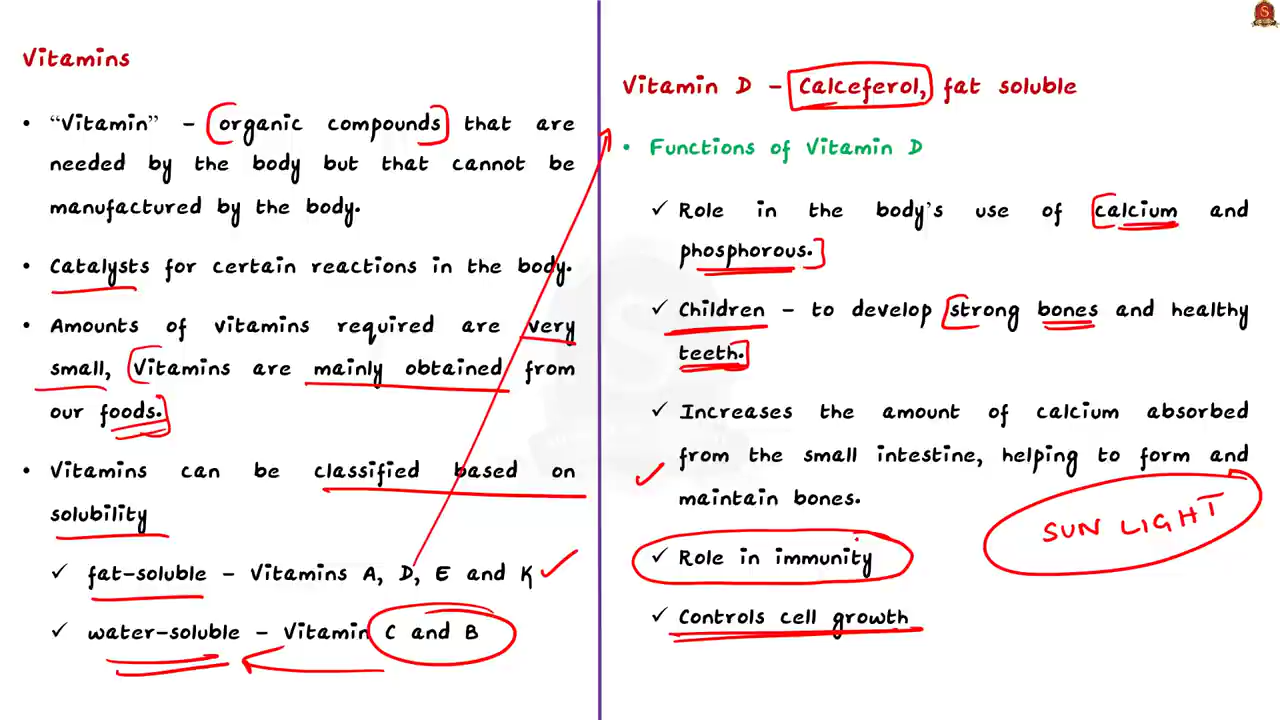 Vitamins
• “Vitamin” – organic compounds that are
needed by the body but that cannot be
manufactured by the body.
• Catalysts for certain reactions in the body.
• Amounts of vitamins required are very
small, Vitamins are mainly obtained from
our foods.
• Vitamins can be classified based on
solubility
✓ fat-soluble – Vitamins A, D, E and K
✓ water-soluble – Vitamin C and B
Vitamin D – Calceferol, fat soluble
• Functions of Vitamin D
✓ Role in the body's use of calcium and
phosphorous.
✓ Children – to develop strong bones and healthy
teeth.
✓ Increases the amount of calcium absorbed
from the small intestine, helping to form and
maintain bones.
SUN LIGHT
✓ Role in immunity
✓ Controls cell growth